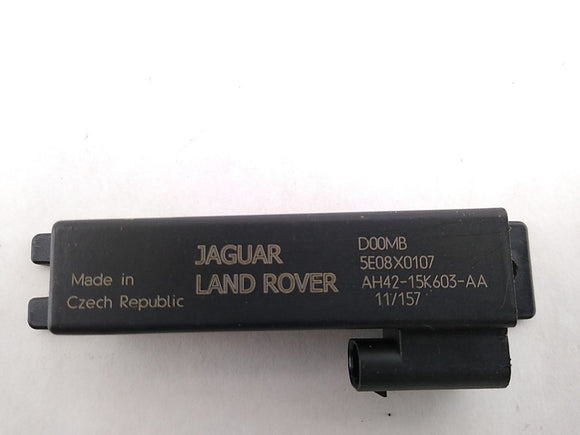 Made in
Czech Republic
JAGUAR
LAND ROVER
D00MB
5E08X0107
AH42-15K603-AA
11/157